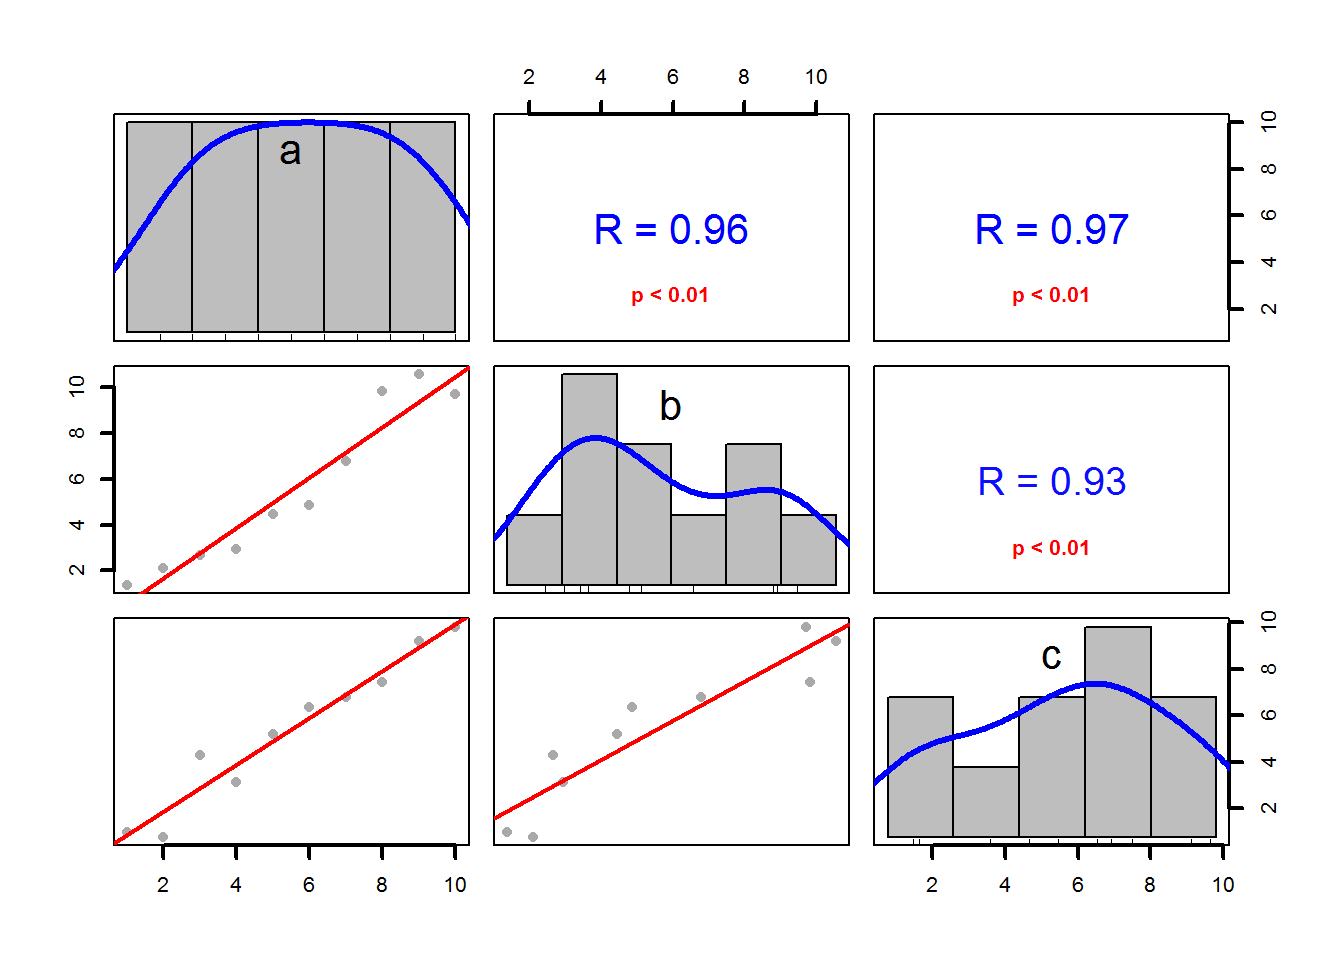 2 4 6 8 10
a
R = 0.96
p < 0.01
R = 0.97
p < 0.01
10 8 6 4 2
10 8 6 4 2
b
R = 0.93
p < 0.01
c
10 8 6 4 2
2 4 6 8 10
2 4 6 8 10